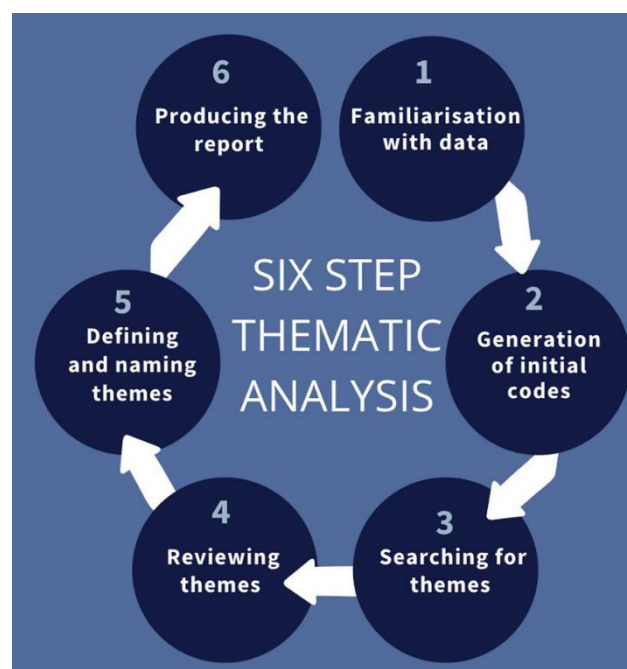 SIX STEP
THEMATIC
ANALYSIS
1
Familiarisation
with data
2
Generation
of initial
codes
3
Searching for
themes
4
Reviewing
themes
5
Defining
and naming
themes
6
Producing the
report